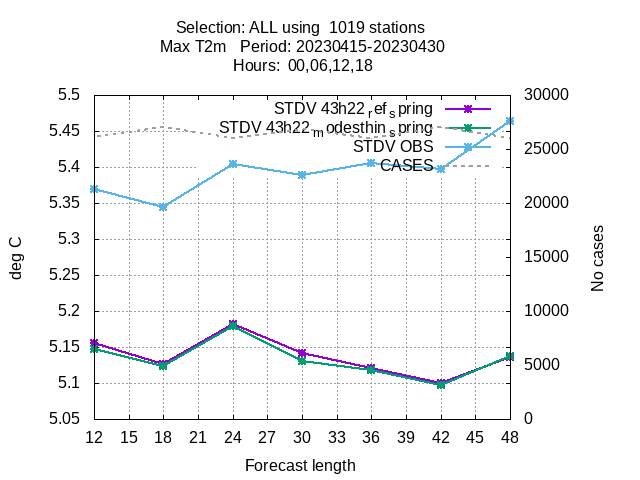 Selection: ALL using  1019 stations
Max T2m   Period: 20230415-20230430
Hours:  00,06,12,18
5.5
5.45
5.4
5.35
5.3
5.25
5.2
5.15
5.1
5.05
deg C
STDV 43h22_ref_spring
STDV 43h22_modesthin_spring
STDV OBS
CASES
30000
25000
20000
15000
10000
5000
0
No cases
12 15 18 21 24 27 30 33 36 39 42 45 48
Forecast length